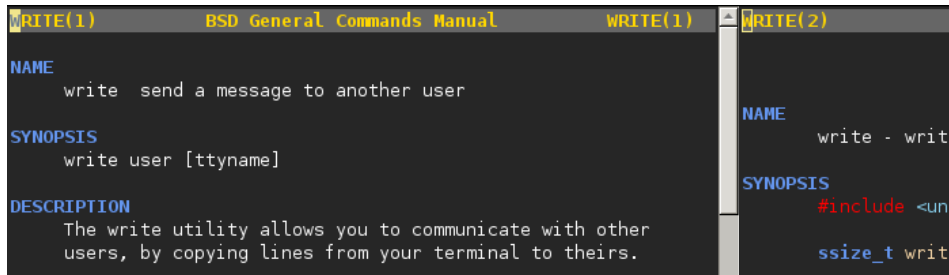 WRITE(1) BSD General Commands Manual WRITE(1)
NAME
write send a message to another user
SYNOPSIS
write user [ttyname]
DESCRIPTION
The write utility allows you to communicate with other
users, by copying lines from your terminal to theirs.
WRITE(2)
NAME
write - writ
SYNOPSIS
#include <un
ssize_t writ